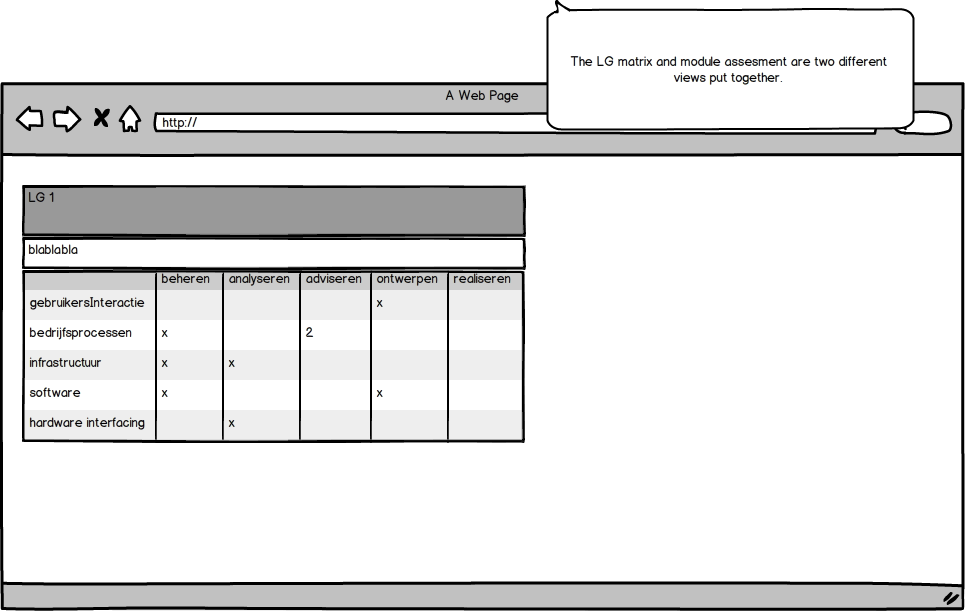 The LG matrix and module assesment are two different
views put together.
A Web Page
http://
LG 1
blablabla
beheren analyseren adviseren ontwerpen realiseren
gebruikersInteractie x
bedrijfsprocessen x 2
infrastructuur x x
software x x
hardware interfacing x